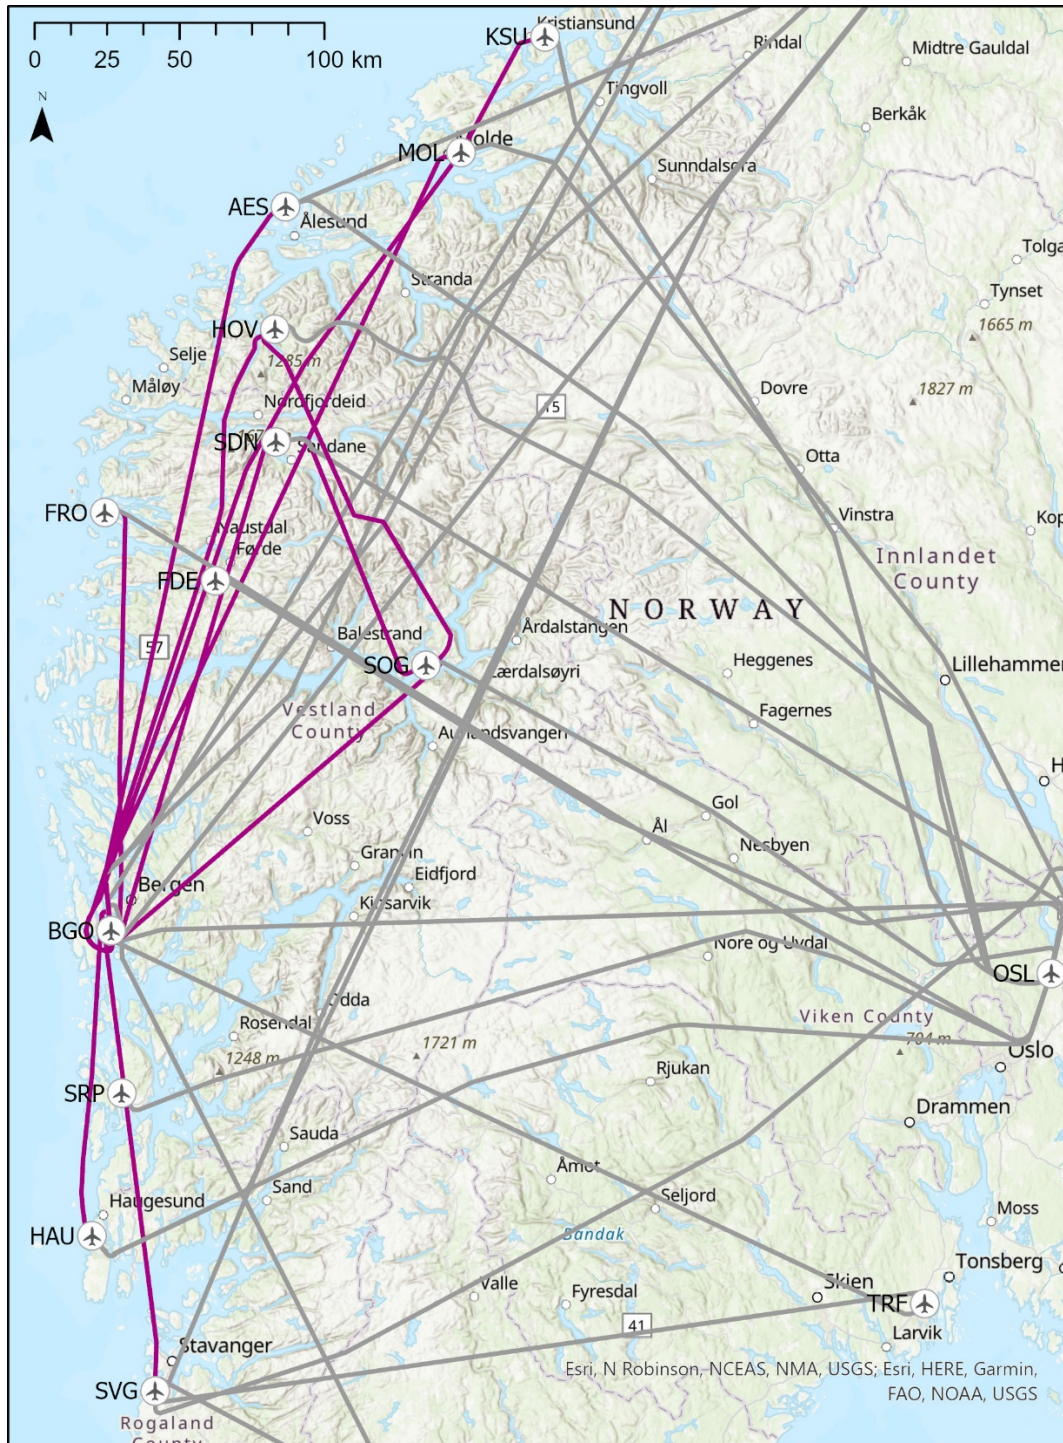 KSU
Kristiansund
0 25 50 100 km
Rindal
Midtre Gauldal
Tingvoll
N
Berkåk
MOL
Molde
Sunndalsøra
AES
Ålesund
Tolga
Stranda
Tynset
HOV
1665 m
Selje
1285 m
Måløy
Nordfjordeid
15
Dovre
1827 m
SDN
Sandane
Otta
FRO
Vinstra
Naustdal
Førde
Innlandet
County
FDE
NORWAY
Balestrand
Årdalstangen
57
SOG
Lærdalsøyri
Heggenes
Lillehammer
Vestland
County
Fagernes
Aurlandsvangen
H
Gol
Voss
Ål
Granvin
Nesbyen
Eidfjord
Bergen
Kinsarvik
BGO
Nore og Uvdal
OSL
Odda
Viken County
Rosendal
1721 m
1248 m
794 m
Oslo
Rjukan
SRP
Drammen
Sauda
Åmot
Sand
Seljord
Haugesund
Moss
HAU
Bandak
Tonsberg
Valle
Fyresdal
Skien
TRF
41
Larvik
Stavanger
Esri, N Robinson, NCEAS, NMA, USGS; Esri, HERE, Garmin,
FAO, NOAA, USGS
SVG
Rogaland
County